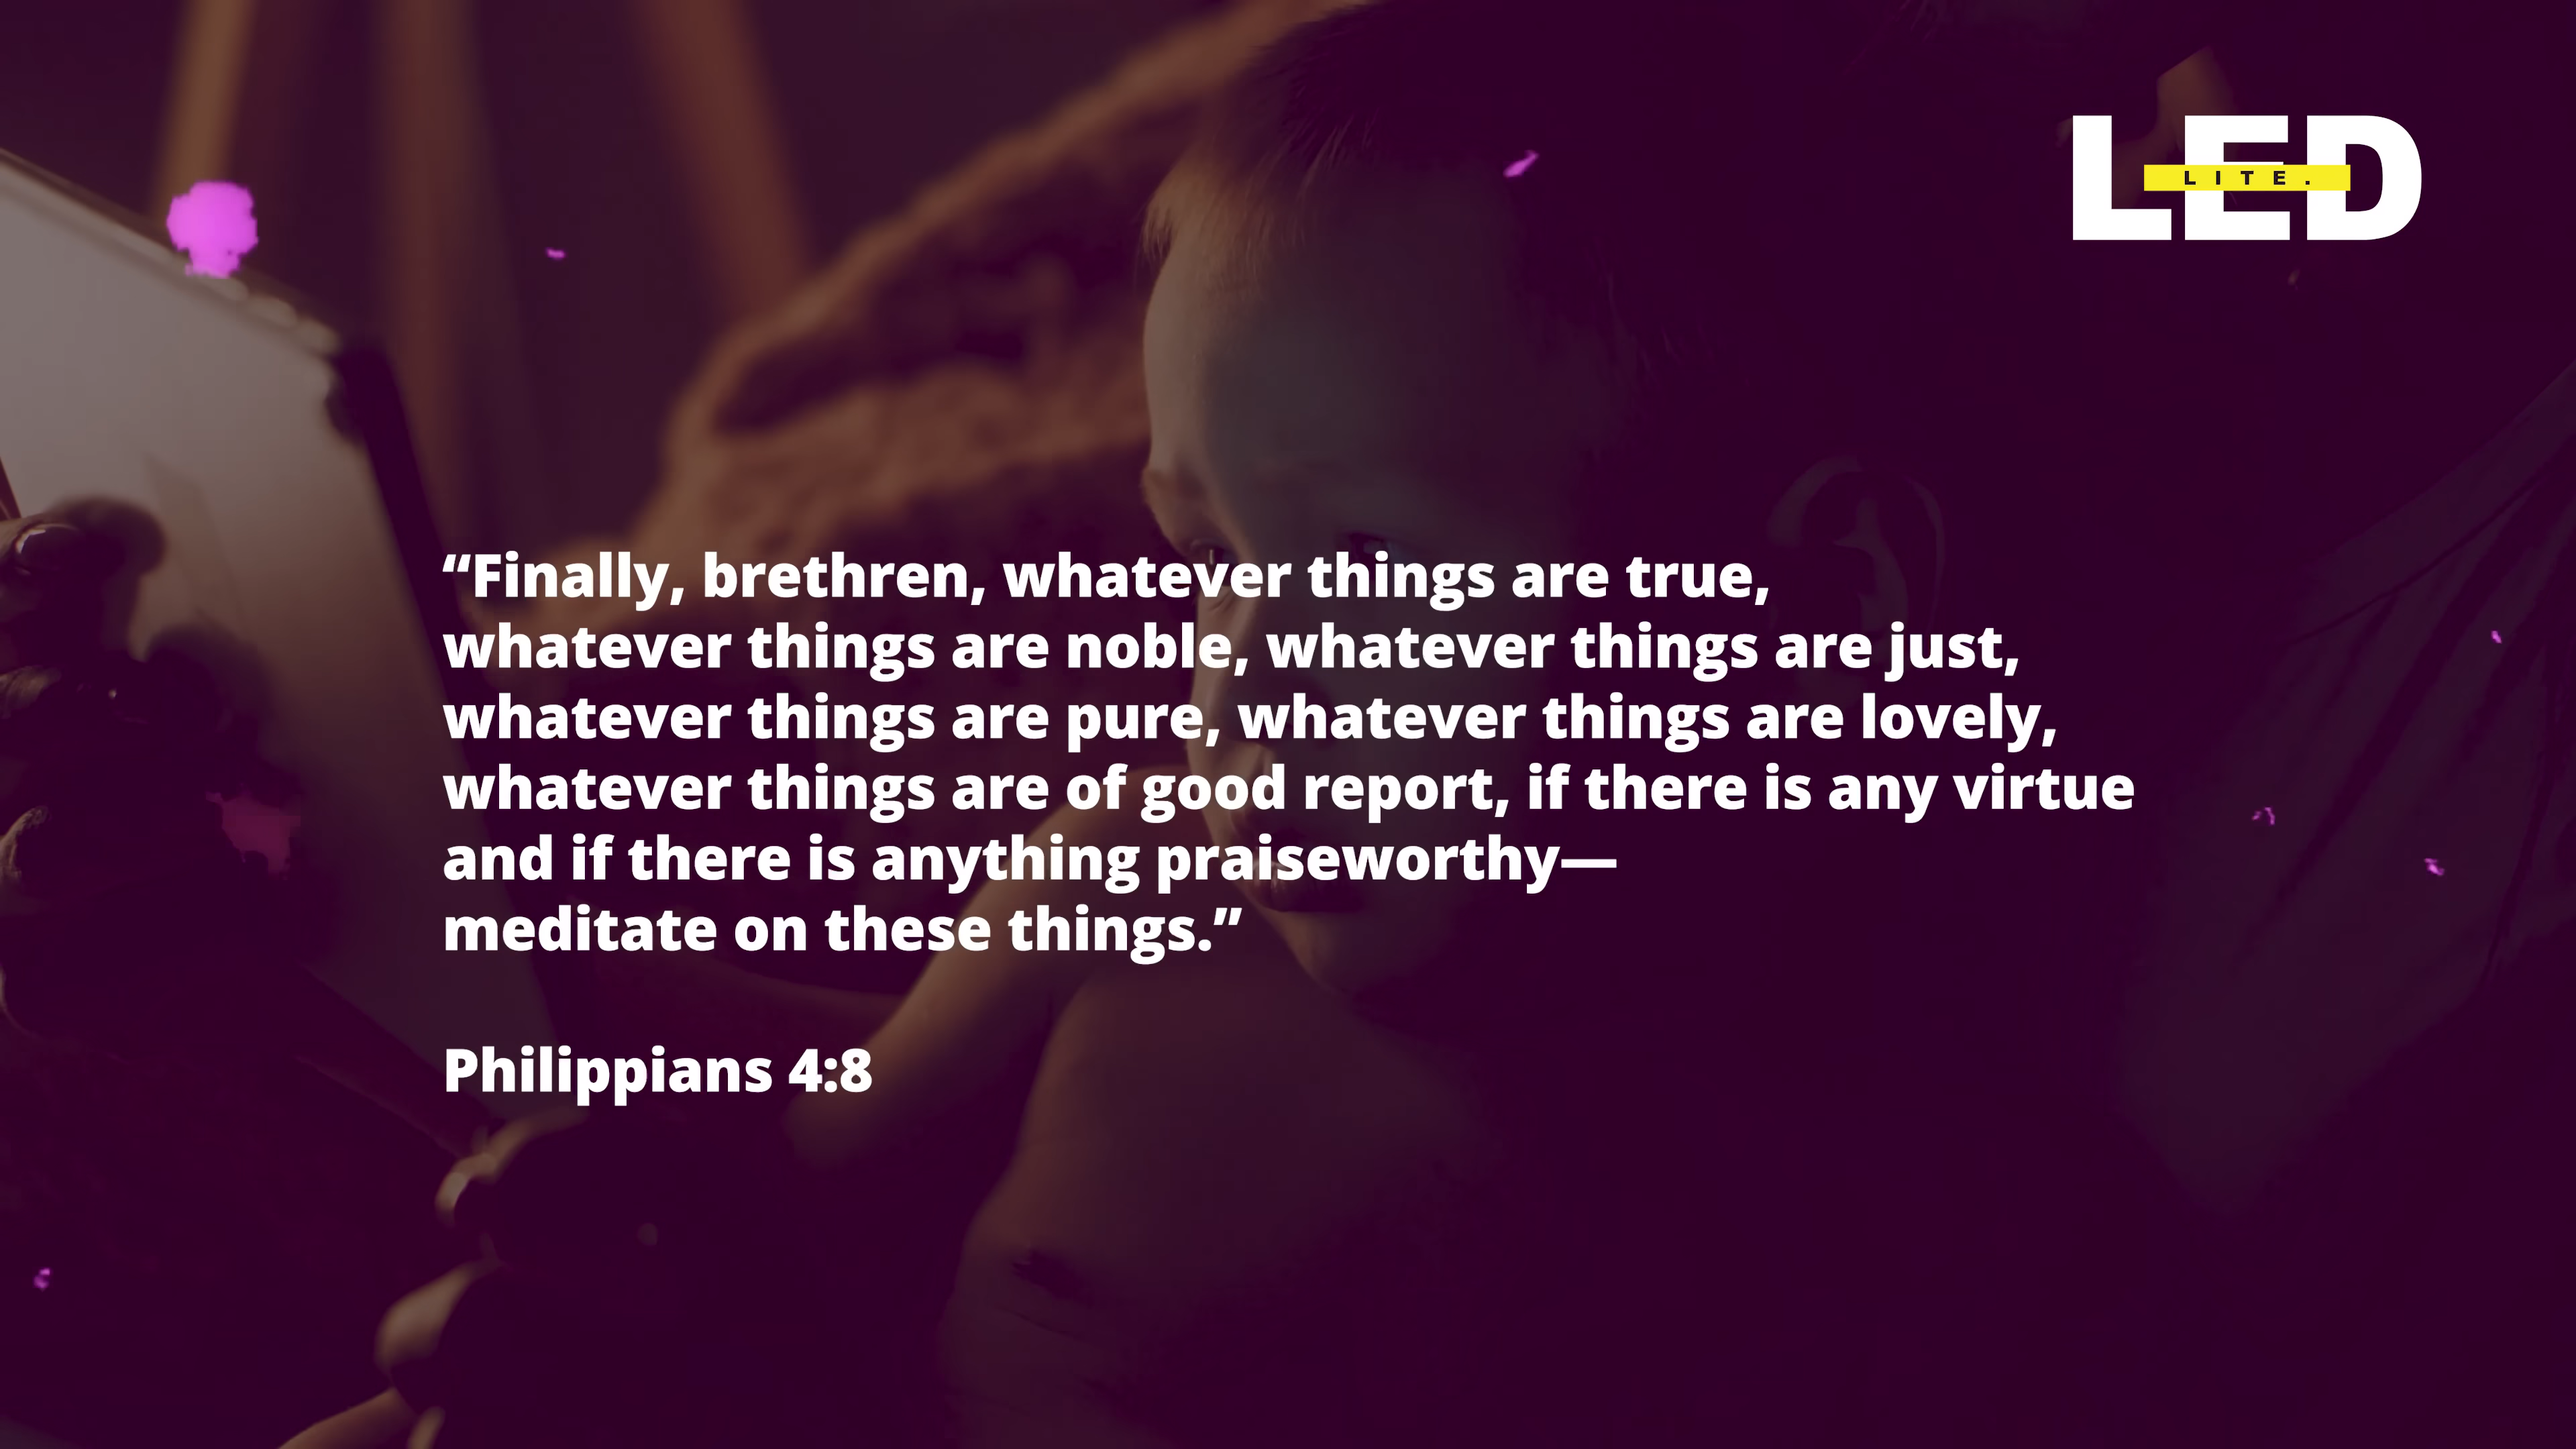 LED
LITE.
“Finally, brethren, whatever things are true,
whatever things are noble, whatever things are just,
whatever things are pure, whatever things are lovely,
whatever things are of good report, if there is any virtue
and if there is anything praiseworthy—
meditate on these things.”
Philippians 4:8